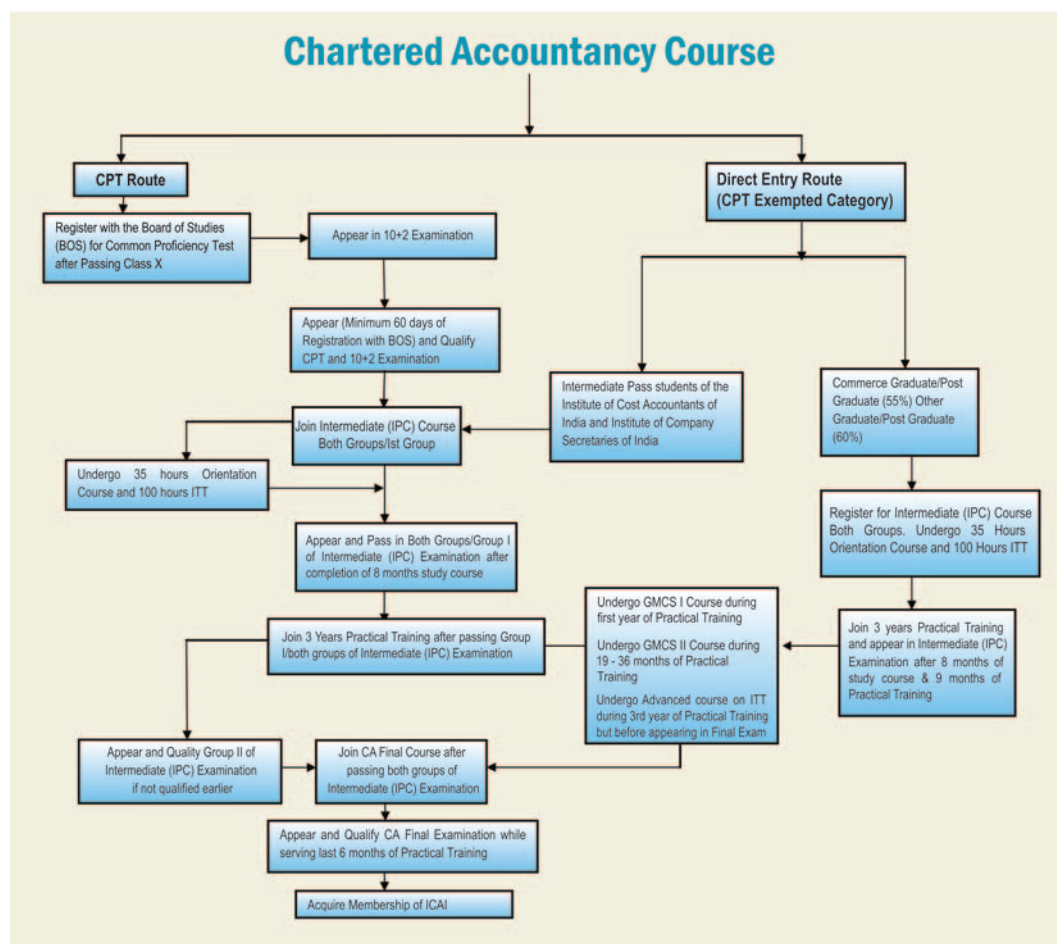 Chartered Accountancy Course
CPT Route
Direct Entry Route
(CPT Exempted Category)
Register with the Board of Studies
(BOS) for Common Proficiency Test
after Passing Class X
Appear in 10+2 Examination
Appear (Minimum 60 days of
Registration with BOS) and Qualify
CPT and 10+2 Examination
Intermediate Pass students of the
Institute of Cost Accountants of
India and Institute of Company
Secretaries of India
Commerce Graduate/Post
Graduate (55%) Other
Graduate/Post Graduate
(60%)
Join Intermediate (IPC) Course
Both Groups/Ist Group
Undergo 35 hours Orientation
Course and 100 hours ITT
Register for Intermediate (IPC) Course
Both Groups. Undergo 35 Hours
Orientation Course and 100 Hours ITT
Appear and Pass in Both Groups/Group I
of Intermediate (IPC) Examination after
completion of 8 months study course
Undergo GMCS I Course during
first year of Practical Training
Undergo GMCS II Course during
19 - 36 months of Practical
Training
Undergo Advanced course on ITT
during 3rd year of Practical Training
but before appearing in Final Exam
Join 3 years Practical Training
and appear in Intermediate (IPC)
Examination after 8 months of
study course & 9 months of
Practical Training
Join 3 Years Practical Training after passing Group
I/both groups of Intermediate (IPC) Examination
Appear and Quality Group II of
Intermediate (IPC) Examination
if not qualified earlier
Join CA Final Course after
passing both groups of
Intermediate (IPC) Examination
Appear and Qualify CA Final Examination while
serving last 6 months of Practical Training
Acquire Membership of ICAI